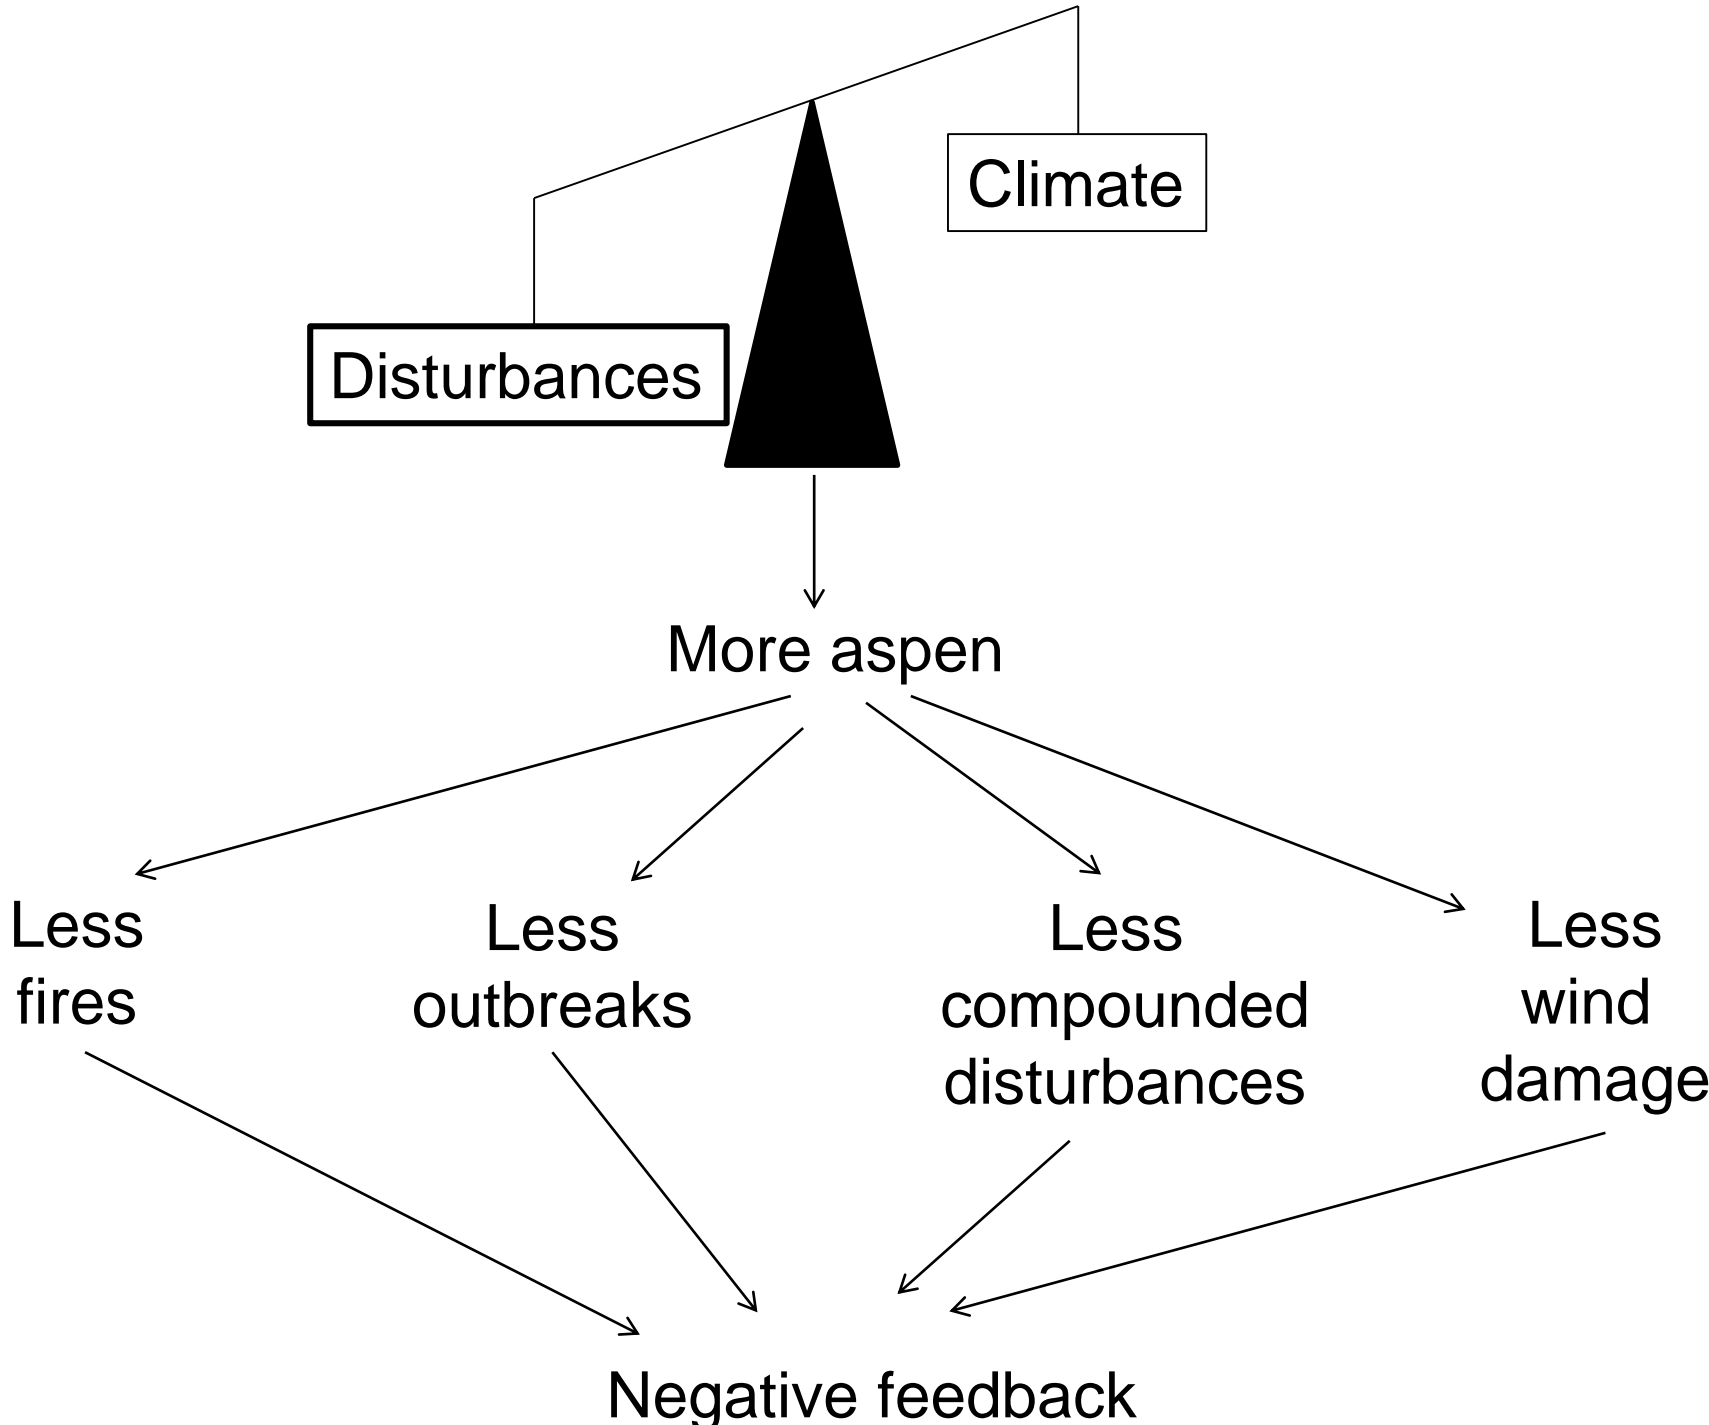 Climate
Disturbances
More aspen
Less
fires
Less
outbreaks
Less
compounded
disturbances
Less
wind
damage
Negative feedback